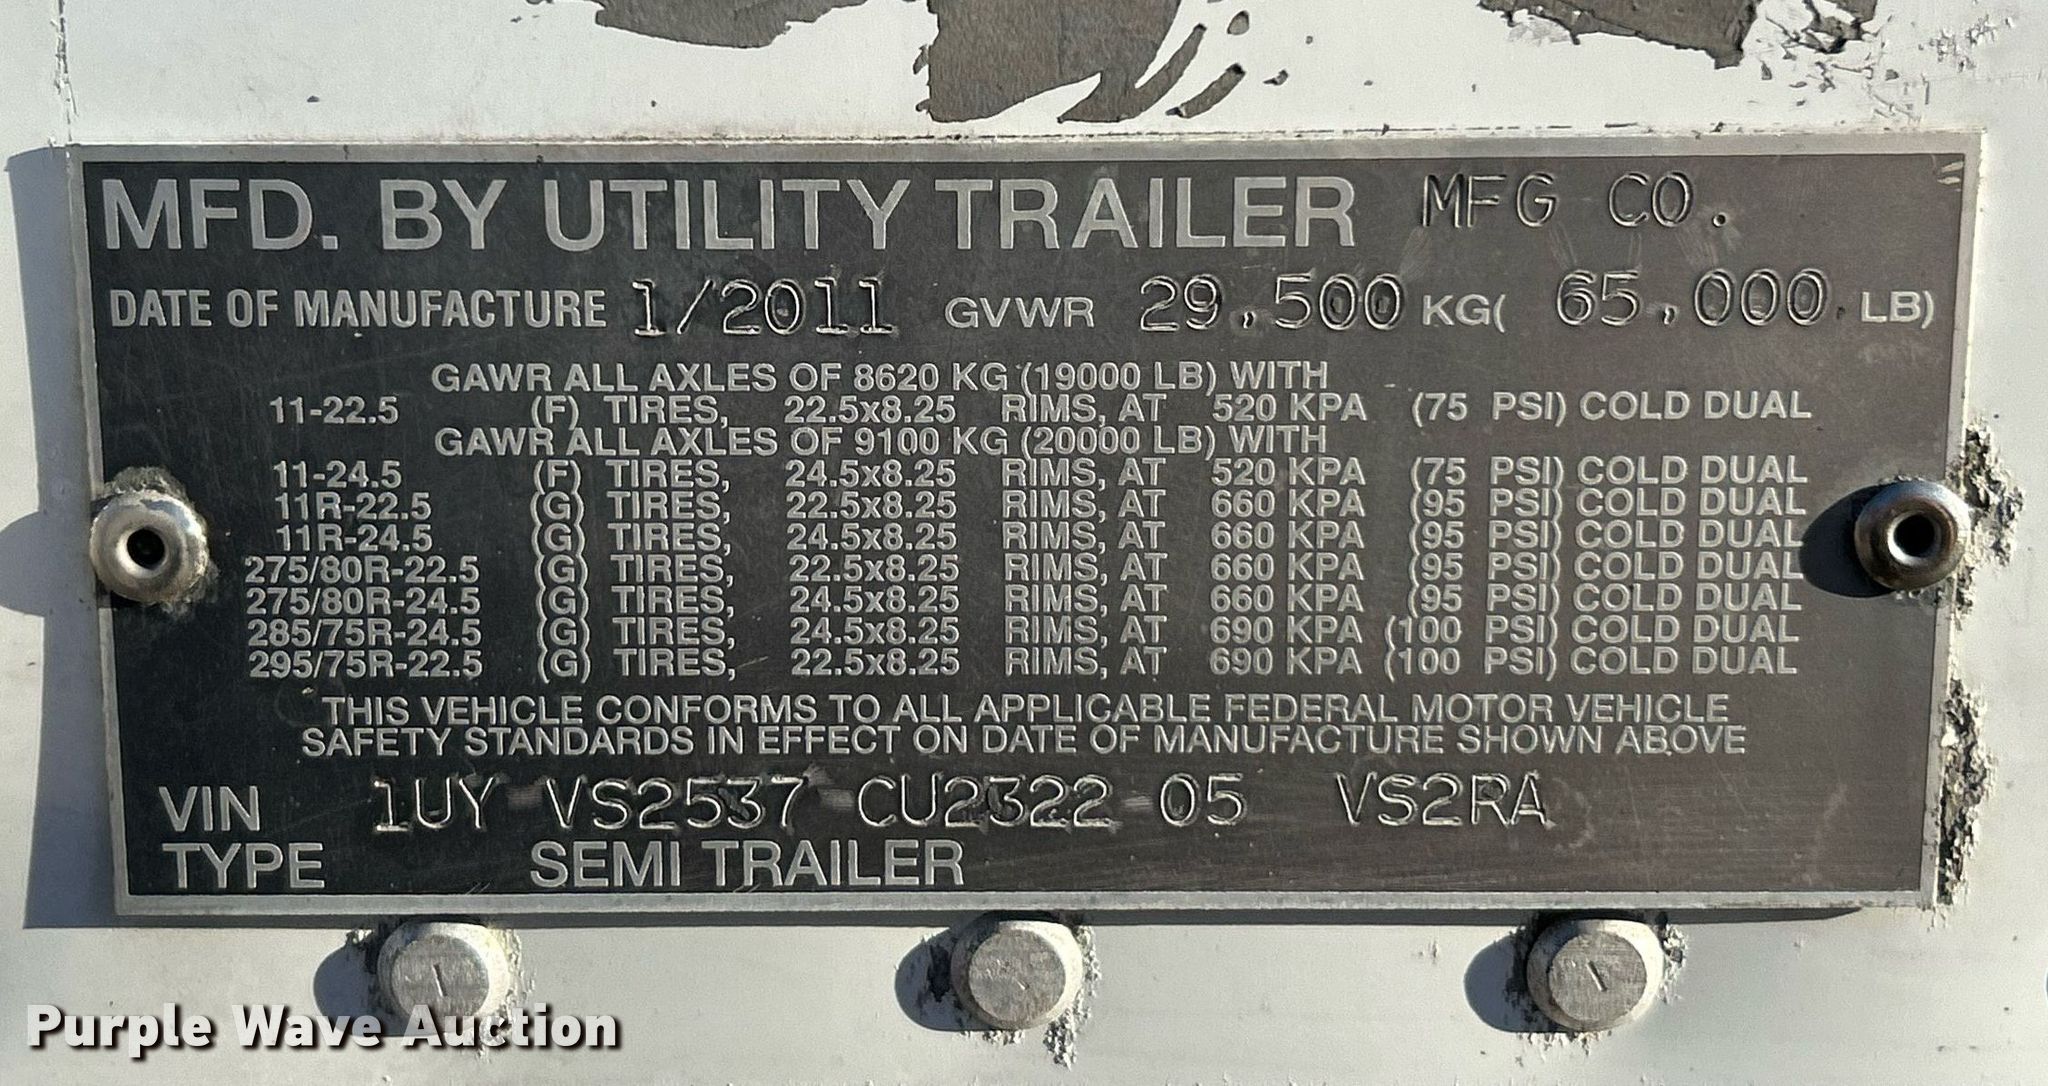 MFD. BY UTILITY TRAILER MFG CO.
DATE OF MANUFACTURE 1/2011 GVWR 29,500 KG( 65,000 LB)
GAWR ALL AXLES OF 8620 KG (19000 LB) WITH
11-22.5 (F) TIRES, 22.5x8.25 RIMS, AT 520 KPA (75 PSI) COLD DUAL
GAWR ALL AXLES OF 9100 KG (20000 LB) WITH
11-24.5 (F) TIRES, 24.5x8.25 RIMS, AT 520 KPA (75 PSI) COLD DUAL
11R-22.5 (G) TIRES, 22.5x8.25 RIMS, AT 660 KPA (95 PSI) COLD DUAL
11R-24.5 (G) TIRES, 24.5x8.25 RIMS, AT 660 KPA (95 PSI) COLD DUAL
275/80R-22.5 (G) TIRES, 22.5x8.25 RIMS, AT 660 KPA (95 PSI) COLD DUAL
275/80R-24.5 (G) TIRES, 24.5x8.25 RIMS, AT 660 KPA (95 PSI) COLD DUAL
285/75R-24.5 (G) TIRES, 24.5x8.25 RIMS, AT 690 KPA (100 PSI) COLD DUAL
295/75R-22.5 (G) TIRES, 22.5x8.25 RIMS, AT 690 KPA (100 PSI) COLD DUAL
THIS VEHICLE CONFORMS TO ALL APPLICABLE FEDERAL MOTOR VEHICLE
SAFETY STANDARDS IN EFFECT ON DATE OF MANUFACTURE SHOWN ABOVE
VIN 1UY VS2537 CU2322 05 VS2RA
TYPE SEMI TRAILER
Purple Wave Auction